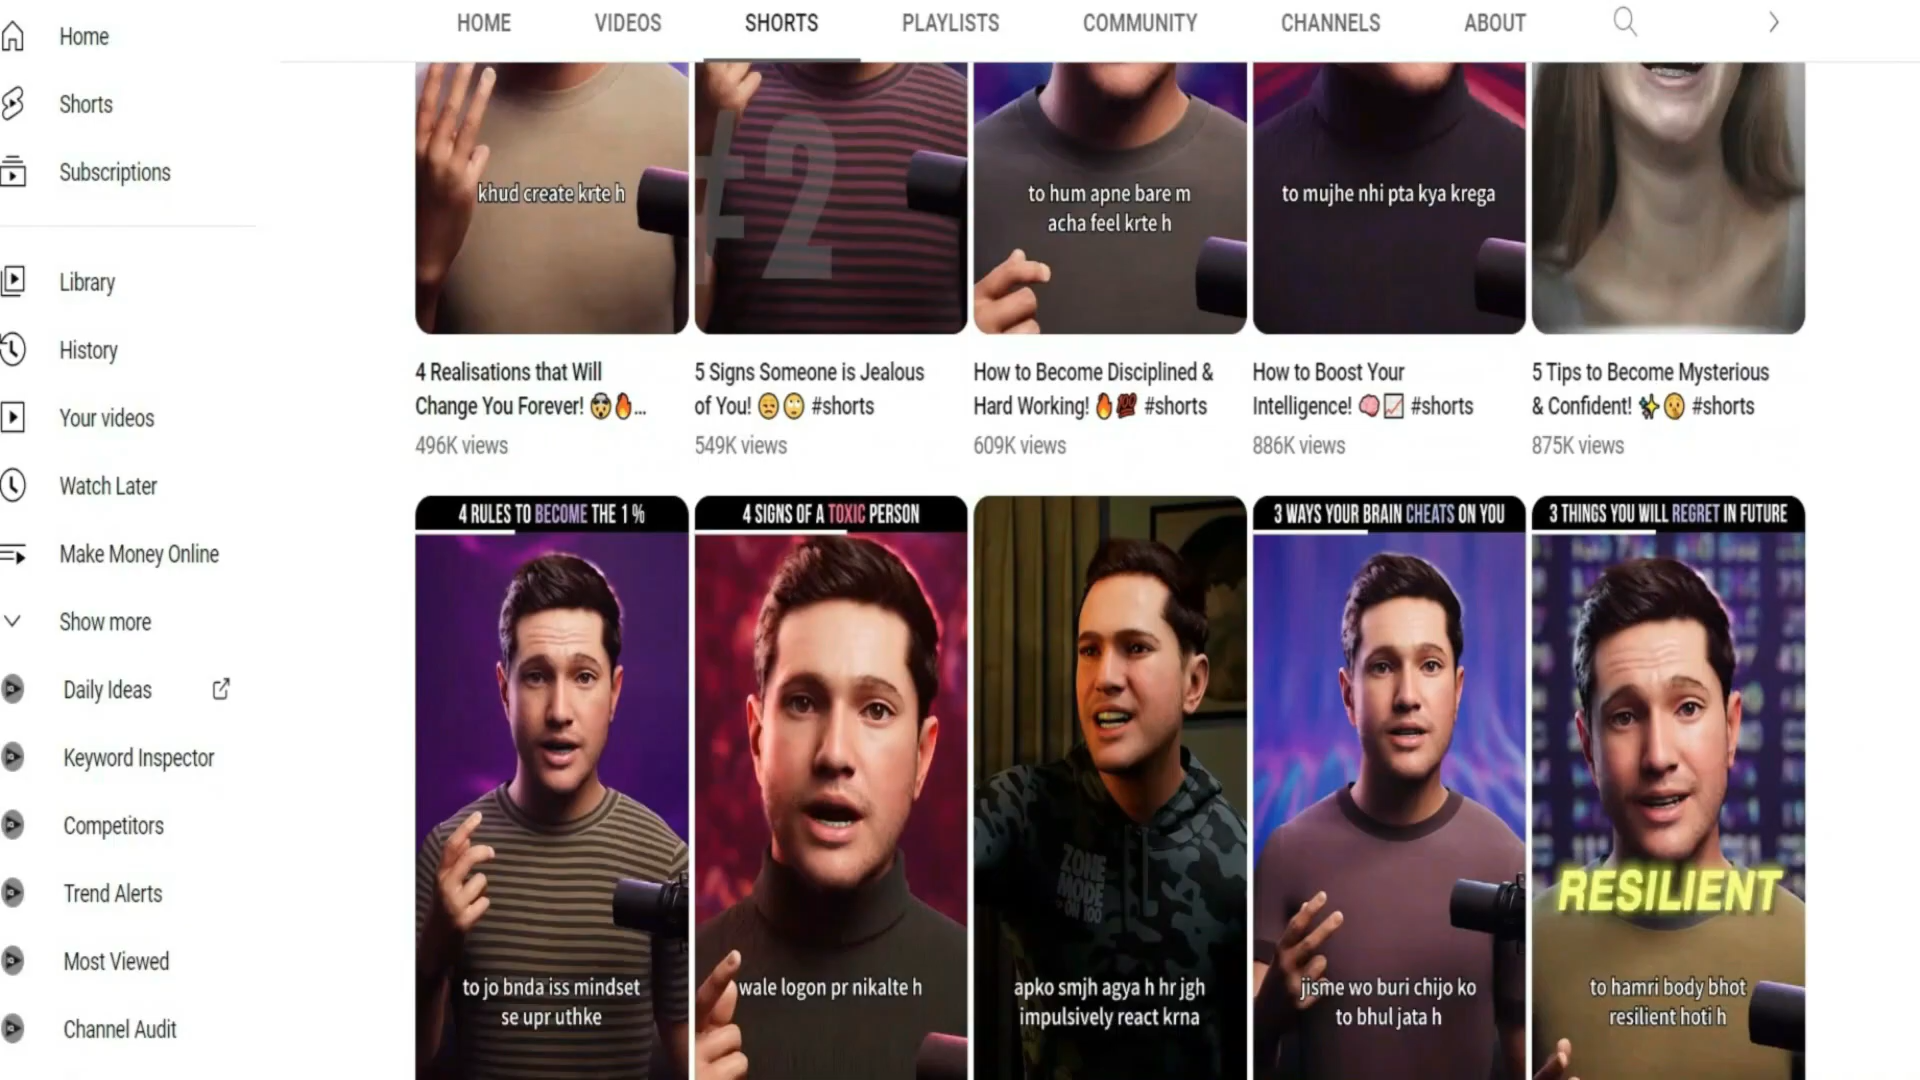 HOME VIDEOS SHORTS PLAYLISTS COMMUNITY CHANNELS ABOUT
Home
Shorts
Subscriptions
Library
History
Your videos
Watch Later
Make Money Online
Show more
Daily Ideas
Keyword Inspector
Competitors
Trend Alerts
Most Viewed
Channel Audit
khud create krte h
#2
to hum apne bare m
acha feel krte h
to mujhe nhi pta kya krega
4 Realisations that Will
Change You Forever! 😵🔥...
496K views
5 Signs Someone is Jealous
of You! 😠🙄 #shorts
549K views
How to Become Disciplined &
Hard Working! 🔥💯 #shorts
609K views
How to Boost Your
Intelligence! 🧠📈 #shorts
886K views
5 Tips to Become Mysterious
& Confident! ✨🤫 #shorts
875K views
4 RULES TO BECOME THE 1 %
to jo bnda iss mindset
se upr uthke
4 SIGNS OF A TOXIC PERSON
wale logon pr nikalte h
ZONE
MODE
apko smjh agya h hr jgh
impulsively react krna
3 WAYS YOUR BRAIN CHEATS ON YOU
jisme wo buri chijo ko
to bhul jata h
3 THINGS YOU WILL REGRET IN FUTURE
RESILIENT
to hamri body bhot
resilient hoti h